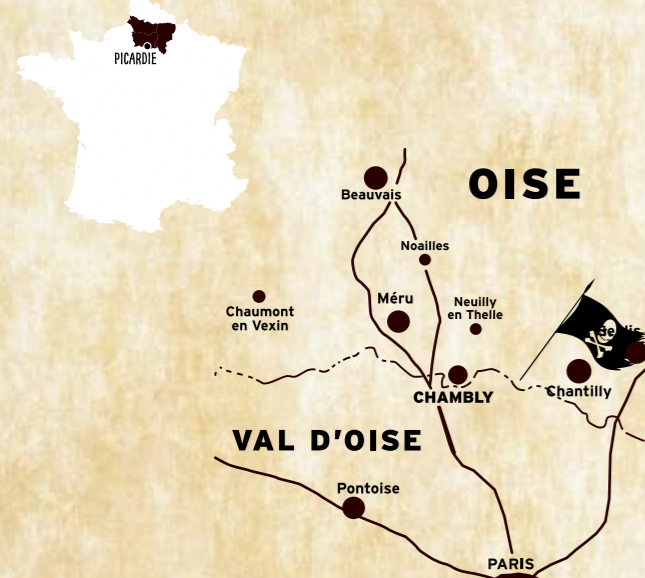 PICARDIE
OISE
Beauvais
Noailles
Méru
Neuilly
en Thelle
Chaumont
en Vexin
Chantilly
CHAMBLY
VAL D'OISE
Pontoise
PARIS